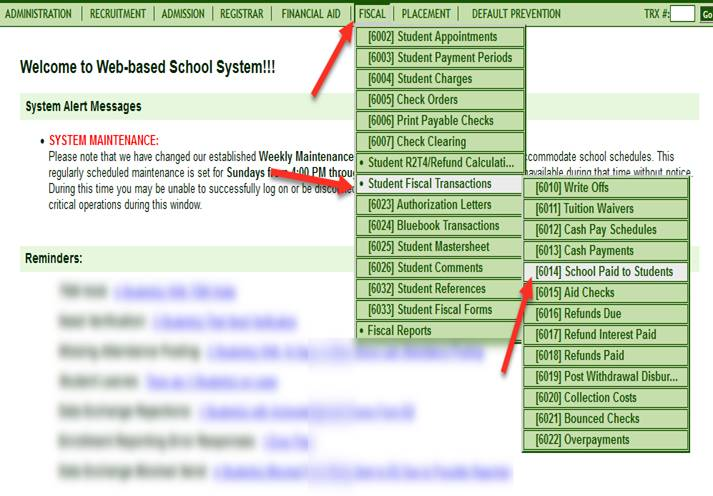 ADMINISTRATION RECRUITMENT ADMISSION REGISTRAR FINANCIAL AID FISCAL PLACEMENT DEFAULT PREVENTION TRX #: Go
Welcome to Web-based School System!!!
System Alert Messages
• SYSTEM MAINTENANCE:
Please note that we have changed our established Weekly Maintenance commodate school schedules. This
regularly scheduled maintenance is set for Sundays 4:00 PM available during that time without notice.
During this time you may be unable to successfully log on or be
critical operations during this window.
Reminders:
[6002] Student Appointments
[6003] Student Payment Periods
[6004] Student Charges
[6005] Check Orders
[6006] Print Payable Checks
[6007] Check Clearing
• Student R2T4/Refund Calculati...
• Student Fiscal Transactions
[6023] Authorization Letters
[6024] Bluebook Transactions
[6025] Student Mastersheet
[6026] Student Comments
[6032] Student References
[6033] Student Fiscal Forms
• Fiscal Reports
[6010] Write Offs
[6011] Tuition Waivers
[6012] Cash Pay Schedules
[6013] Cash Payments
[6014] School Paid to Students
[6015] Aid Checks
[6016] Refunds Due
[6017] Refund Interest Paid
[6018] Refunds Paid
[6019] Post Withdrawal Disbur...
[6020] Collection Costs
[6021] Bounced Checks
[6022] Overpayments